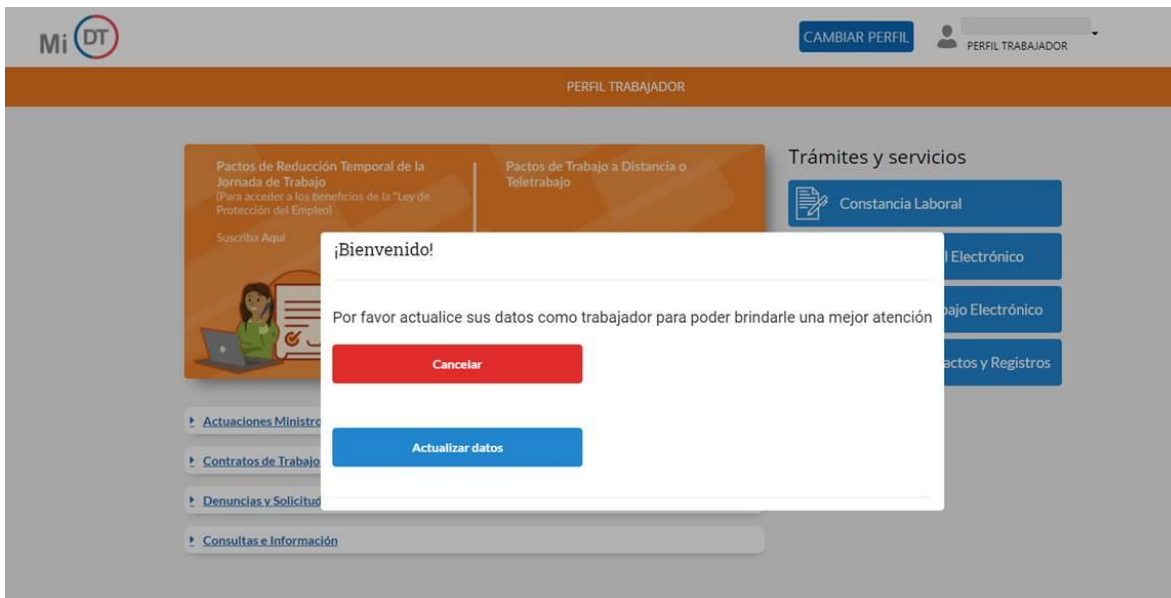 Mi DT
CAMBIAR PERFIL
PERFIL TRABAJADOR
PERFIL TRABAJADOR
Pactos de Reducción Temporal de la
Jornada de Trabajo
(Para acceder a los beneficios de la "Ley de
Protección del Empleo)
Suscriba Aquí
Pactos de Trabajo a Distancia o
Teletrabajo
Trámites y servicios
Constancia Laboral
l Electrónico
bajo Electrónico
actos y Registros
¡Bienvenido!
Por favor actualice sus datos como trabajador para poder brindarle una mejor atención
Cancelar
Actualizar datos
Actuaciones Ministro
Contratos de Trabajo
Denuncias y Solicitud
Consultas e Información